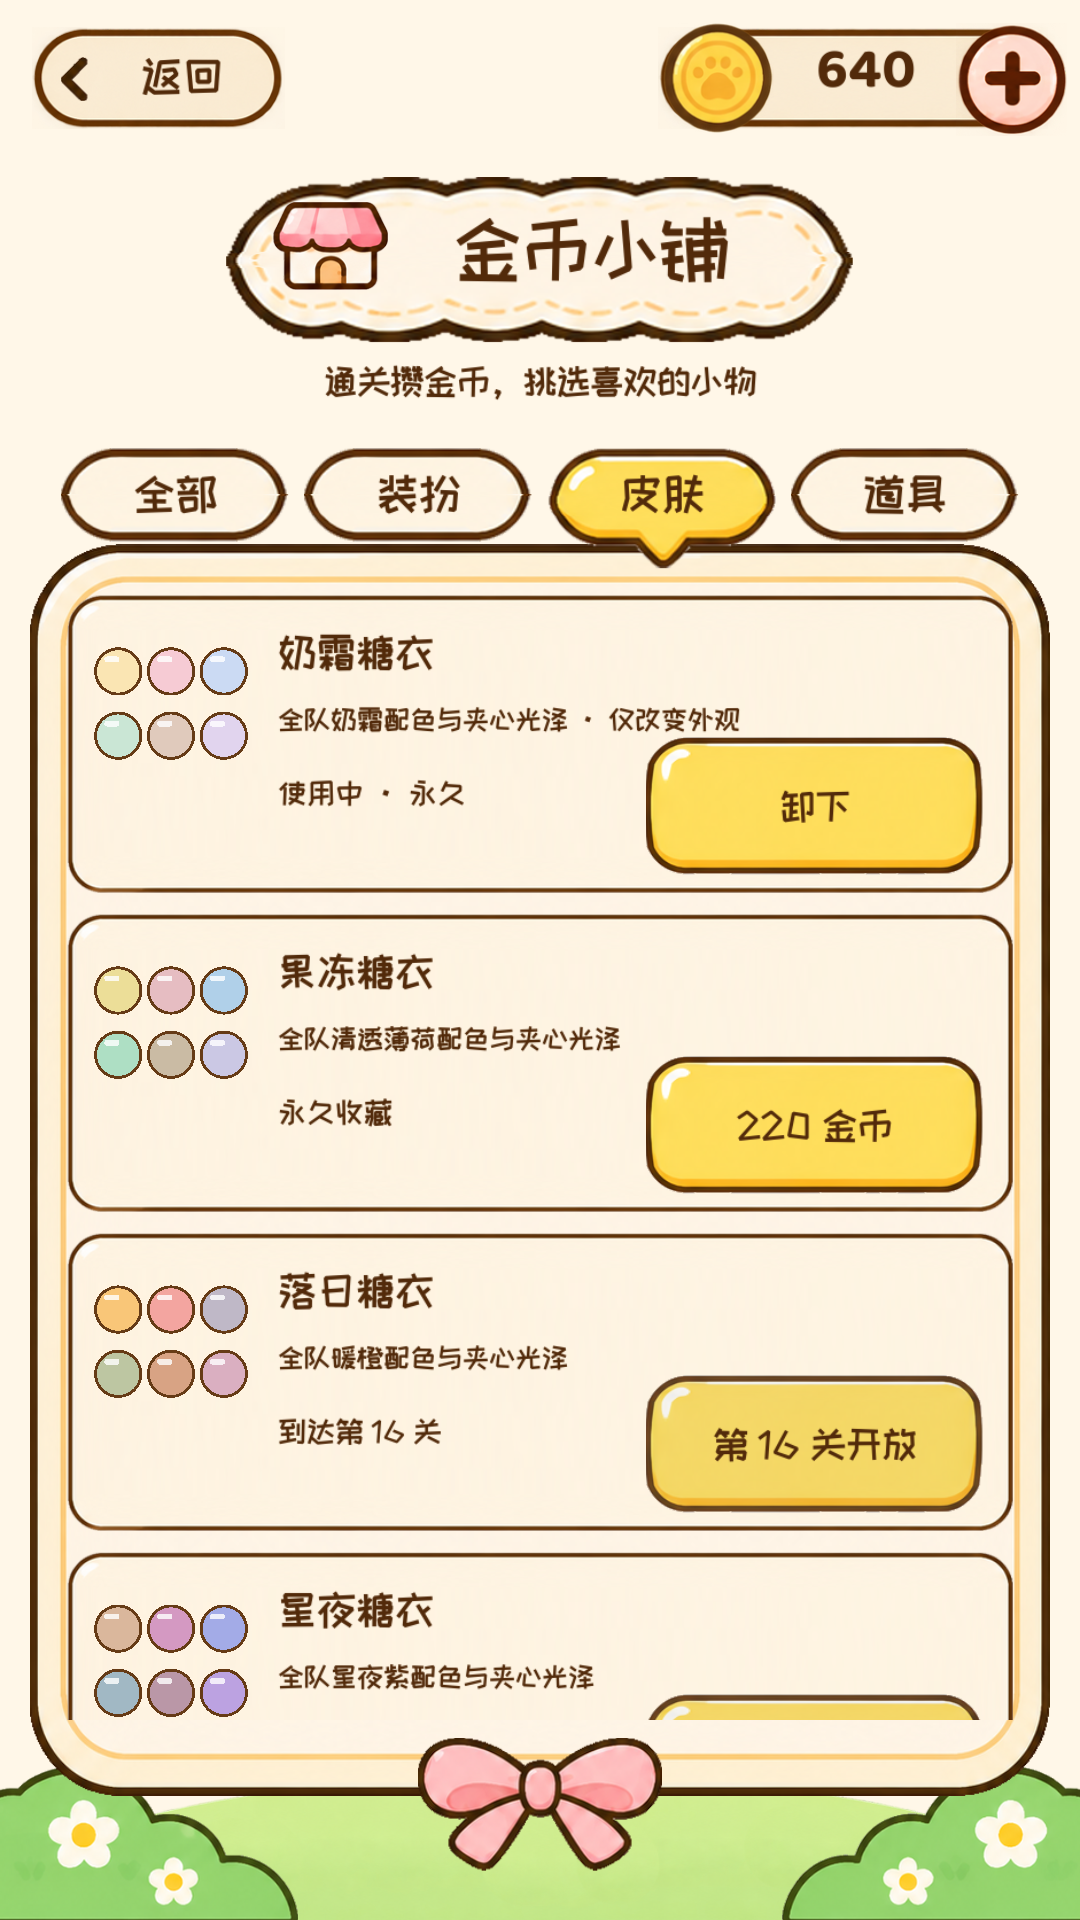 返回
640
金币小铺
通关攒金币，挑选喜欢的小物
全部
装扮
皮肤
道具
奶霜糖衣
全队奶霜配色与夹心光泽 · 仅改变外观
使用中 · 永久
卸下
果冻糖衣
全队清透薄荷配色与夹心光泽
永久收藏
220 金币
落日糖衣
全队暖橙配色与夹心光泽
到达第 16 关
第 16 关开放
星夜糖衣
全队星夜紫配色与夹心光泽